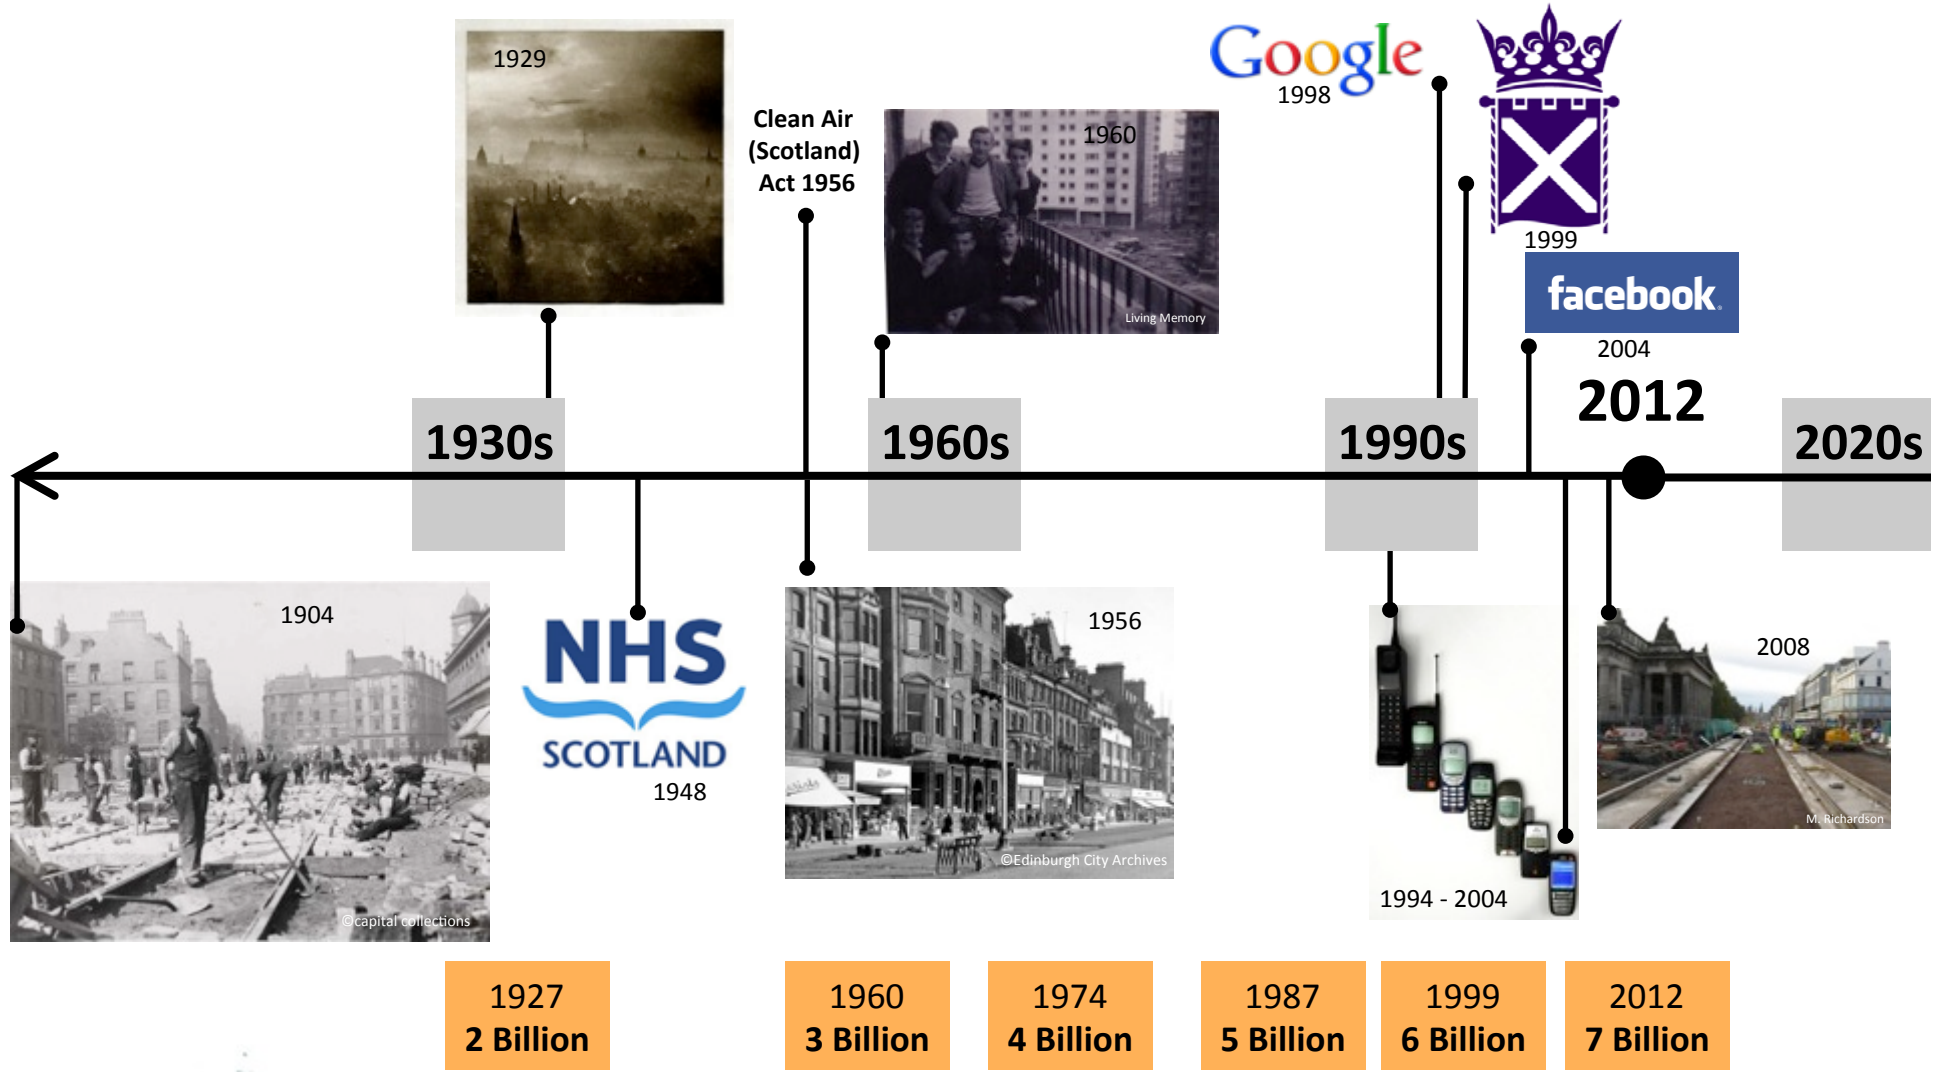 1929
Clean Air
(Scotland)
Act 1956
1960
Living Memory
Google
1998
1999
facebook
2004
2012
1930s
1960s
1990s
2020s
1904
©capital collections
NHS
SCOTLAND
1948
1956
©Edinburgh City Archives
1994 - 2004
2008
M. Richardson
1927
2 Billion
1960
3 Billion
1974
4 Billion
1987
5 Billion
1999
6 Billion
2012
7 Billion